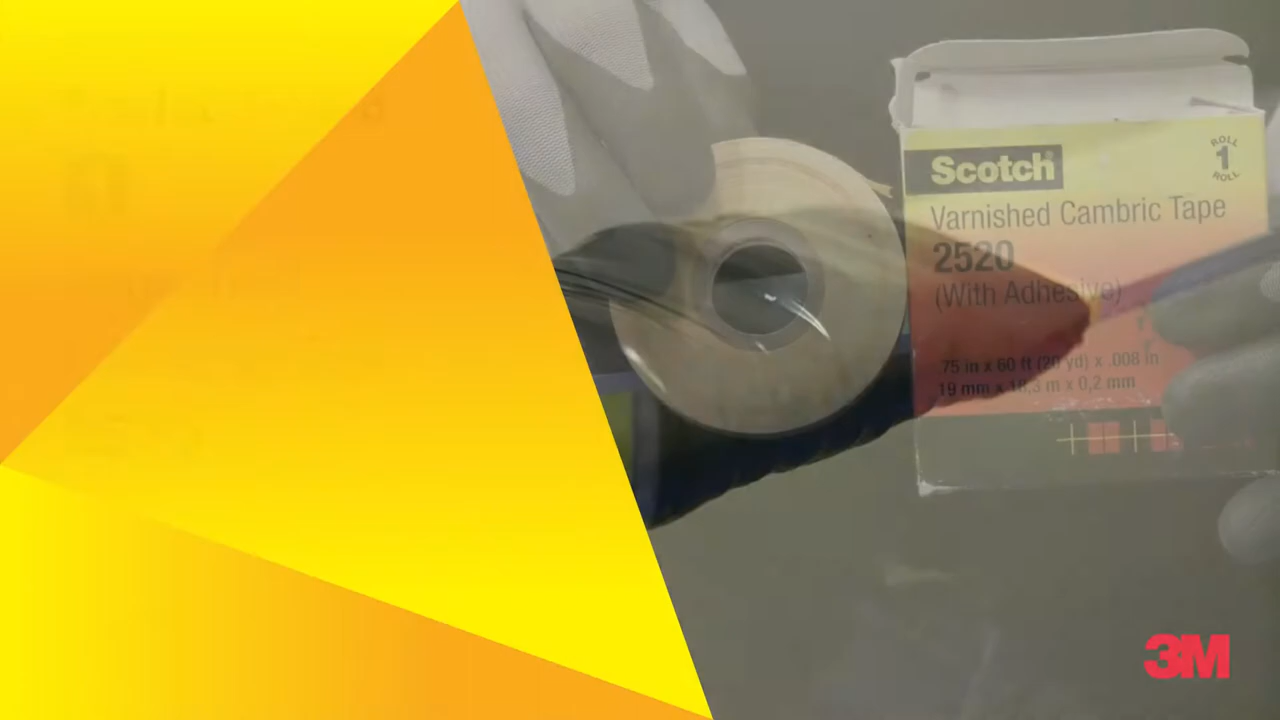 Scotch
ROLL
1
ROLL
Varnished Cambric Tape
2520
(With Adhesive)
.75 in x 60 ft (20 yd) x .008 in
19 mm x 18,3 m x 0,2 mm
3M